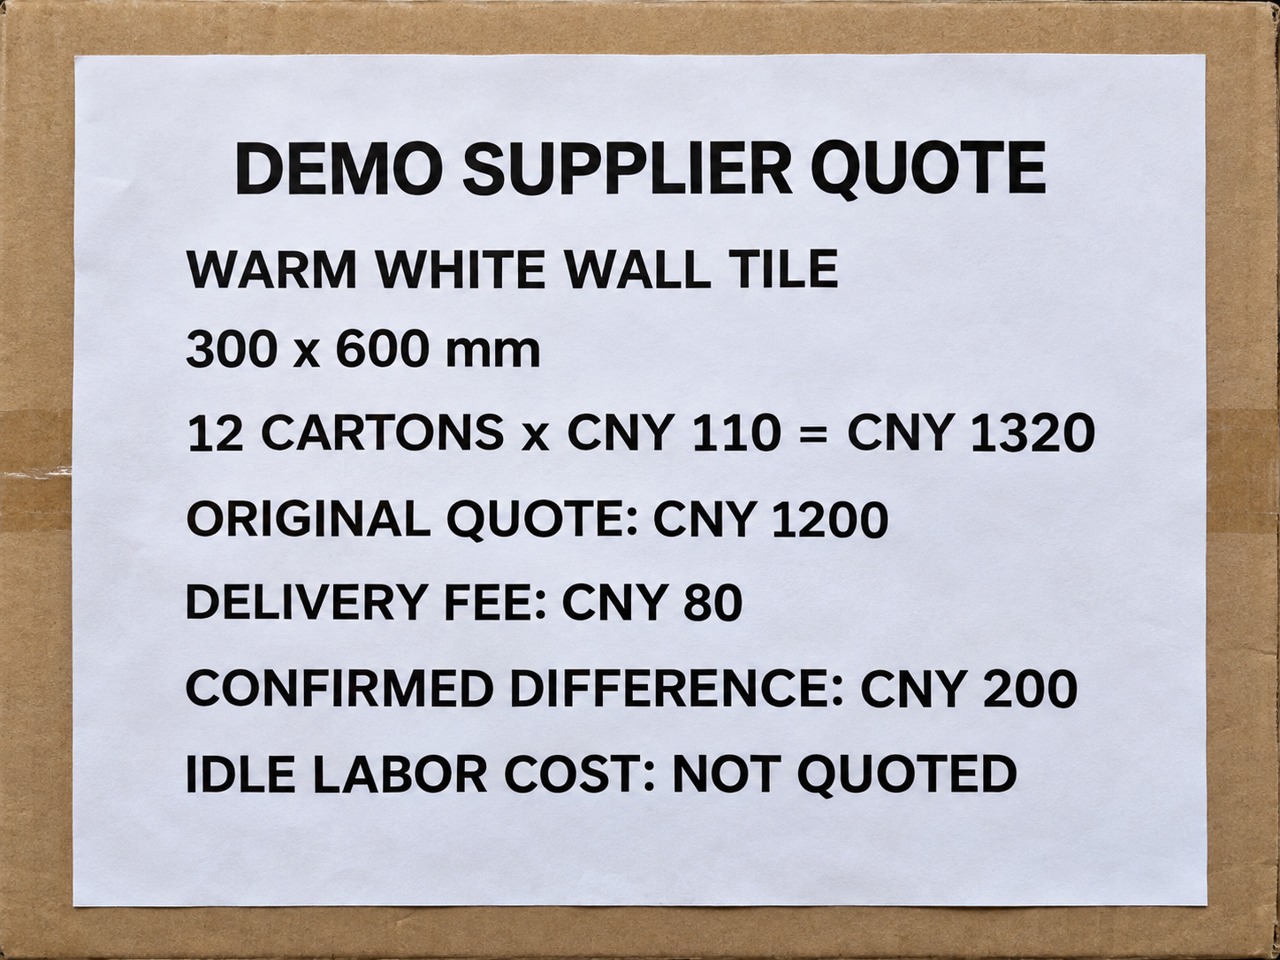 DEMO SUPPLIER QUOTE
WARM WHITE WALL TILE
300 x 600 mm
12 CARTONS x CNY 110 = CNY 1320
ORIGINAL QUOTE: CNY 1200
DELIVERY FEE: CNY 80
CONFIRMED DIFFERENCE: CNY 200
IDLE LABOR COST: NOT QUOTED